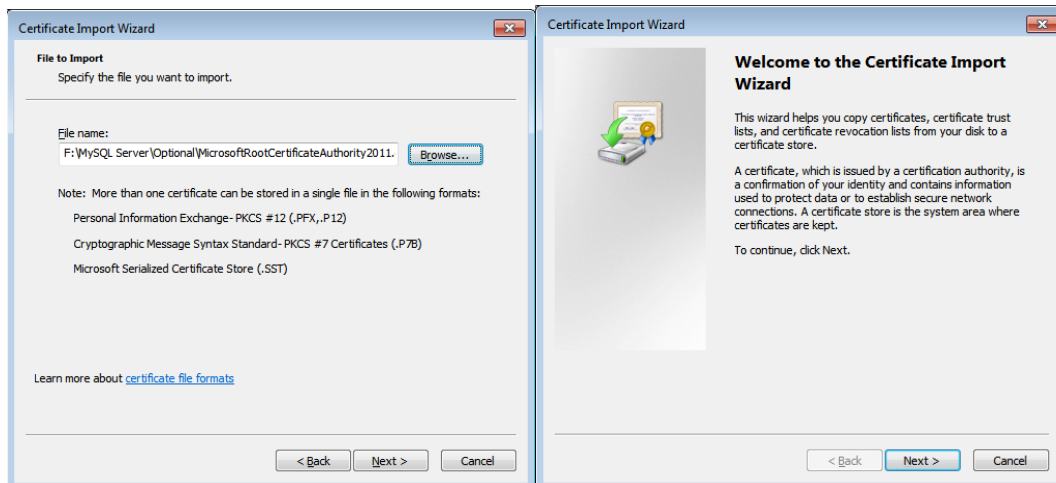 Certificate Import Wizard
File to Import
Specify the file you want to import.
File name:
F:\MySQL Server\Optional\MicrosoftRootCertificateAuthority2011.
Browse...
Note: More than one certificate can be stored in a single file in the following formats:
Personal Information Exchange- PKCS #12 (.PFX,.P12)
Cryptographic Message Syntax Standard- PKCS #7 Certificates (.P7B)
Microsoft Serialized Certificate Store (.SST)
Learn more about certificate file formats
< Back
Next >
Cancel
Certificate Import Wizard
Welcome to the Certificate Import
Wizard
This wizard helps you copy certificates, certificate trust
lists, and certificate revocation lists from your disk to a
certificate store.
A certificate, which is issued by a certification authority, is
a confirmation of your identity and contains information
used to protect data or to establish secure network
connections. A certificate store is the system area where
certificates are kept.
To continue, click Next.
< Back
Next >
Cancel